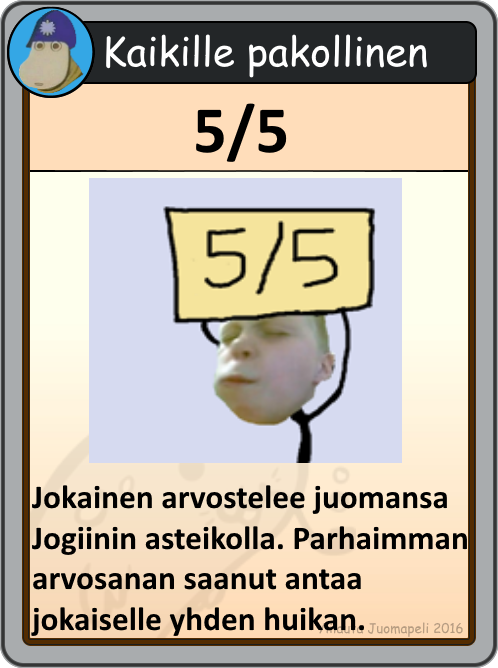 Kaikille pakollinen
5/5
5/5
Jokainen arvostelee juomansa
Jogiinin asteikolla. Parhaimman
arvosanan saanut antaa
jokaiselle yhden huikan.
Juomapeli 2016